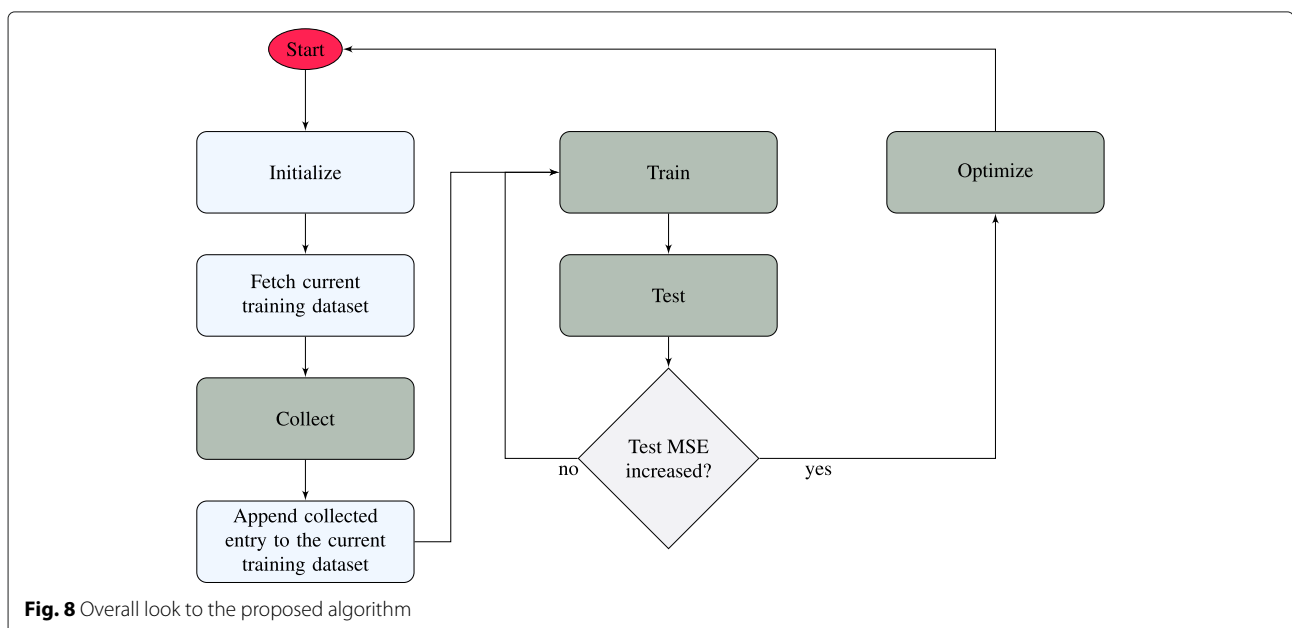 Start
Initialize
Fetch current
training dataset
Collect
Append collected
entry to the current
training dataset
Train
Test
Test MSE
increased?
no
yes
Optimize
Fig. 8 Overall look to the proposed algorithm